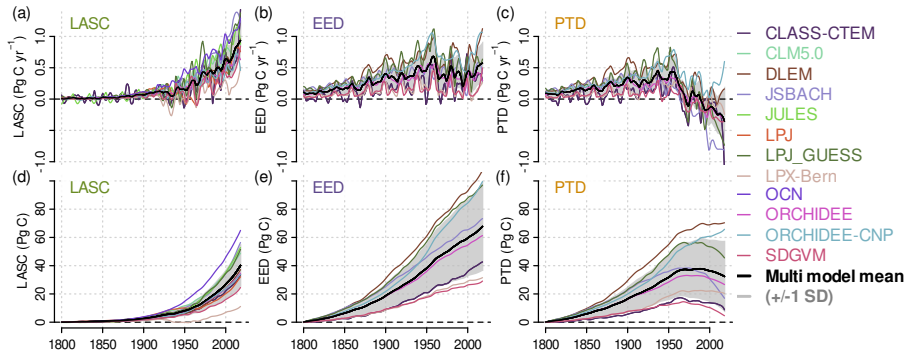 (a) LASC
LASC (Pg C yr⁻¹)
1.0
0.5
0.0
-1.0
(b) EED
EED (Pg C yr⁻¹)
1.0
0.5
0.0
-1.0
(c) PTD
PTD (Pg C yr⁻¹)
1.0
0.5
0.0
-1.0
(d) LASC
LASC (Pg C)
80
60
40
20
0
1800 1850 1900 1950 2000
(e) EED
EED (Pg C)
100
80
60
40
20
0
1800 1850 1900 1950 2000
(f) PTD
PTD (Pg C)
100
80
60
40
20
0
1800 1850 1900 1950 2000
CLASS-CTEM
CLM5.0
DLEM
JSBACH
JULES
LPJ
LPJ_GUESS
LPX-Bern
OCN
ORCHIDEE
ORCHIDEE-CNP
SDGVM
Multi model mean
(+/-1 SD)